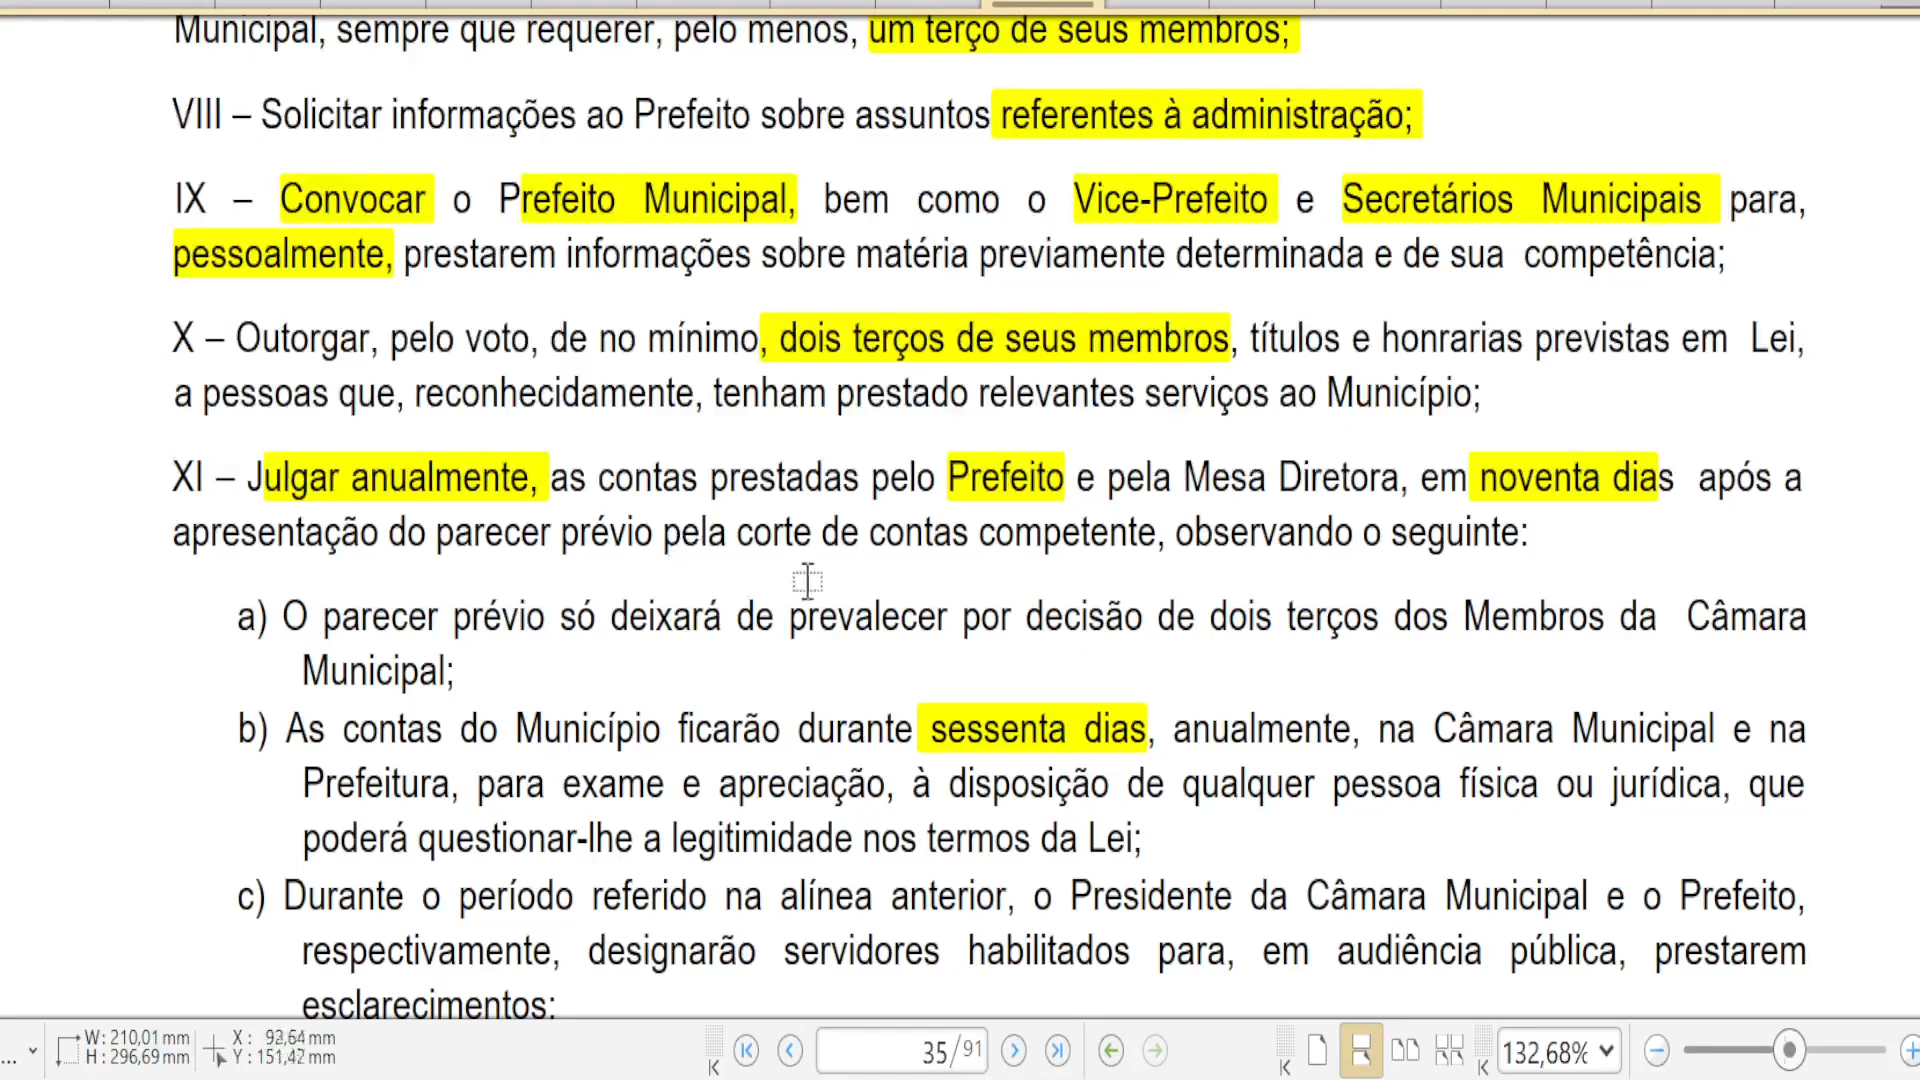 Municipal, sempre que requerer, pelo menos, um terço de seus membros;
VIII – Solicitar informações ao Prefeito sobre assuntos referentes à administração;
IX – Convocar o Prefeito Municipal, bem como o Vice-Prefeito e Secretários Municipais para,
pessoalmente, prestarem informações sobre matéria previamente determinada e de sua competência;
X – Outorgar, pelo voto, de no mínimo, dois terços de seus membros, títulos e honrarias previstas em Lei,
a pessoas que, reconhecidamente, tenham prestado relevantes serviços ao Município;
XI – Julgar anualmente, as contas prestadas pelo Prefeito e pela Mesa Diretora, em noventa dias após a
apresentação do parecer prévio pela corte de contas competente, observando o seguinte:
a) O parecer prévio só deixará de prevalecer por decisão de dois terços dos Membros da Câmara
Municipal;
b) As contas do Município ficarão durante sessenta dias, anualmente, na Câmara Municipal e na
Prefeitura, para exame e apreciação, à disposição de qualquer pessoa física ou jurídica, que
poderá questionar-lhe a legitimidade nos termos da Lei;
c) Durante o período referido na alínea anterior, o Presidente da Câmara Municipal e o Prefeito,
respectivamente, designarão servidores habilitados para, em audiência pública, prestarem
esclarecimentos;
... W: 210,01 mm X : 92,64 mm 35/91 132,68%
H : 296,69 mm Y : 151,42 mm